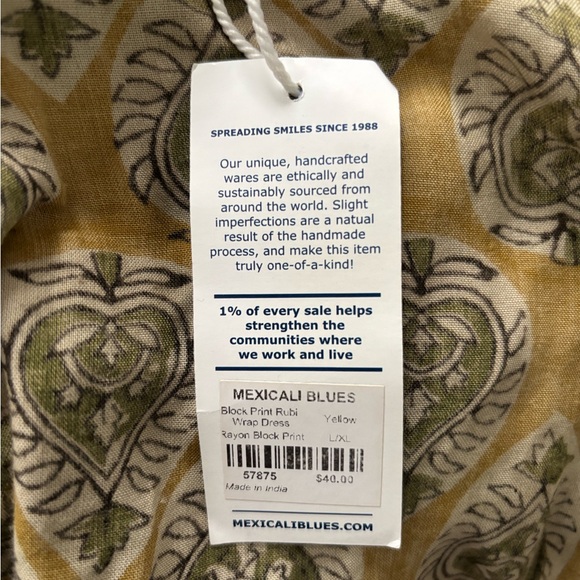 SPREADING SMILES SINCE 1988
Our unique, handcrafted
wares are ethically and
sustainably sourced from
around the world. Slight
imperfections are a natural
result of the handmade
process, and make this item
truly one-of-a-kind!
1% of every sale helps
strengthen the
communities where
we work and live
MEXICALI BLUES
Block Print Rubi
Wrap Dress Yellow
Rayon Block Print L/XL
57875 $40.00
Made in India
MEXICALIBLUES.COM